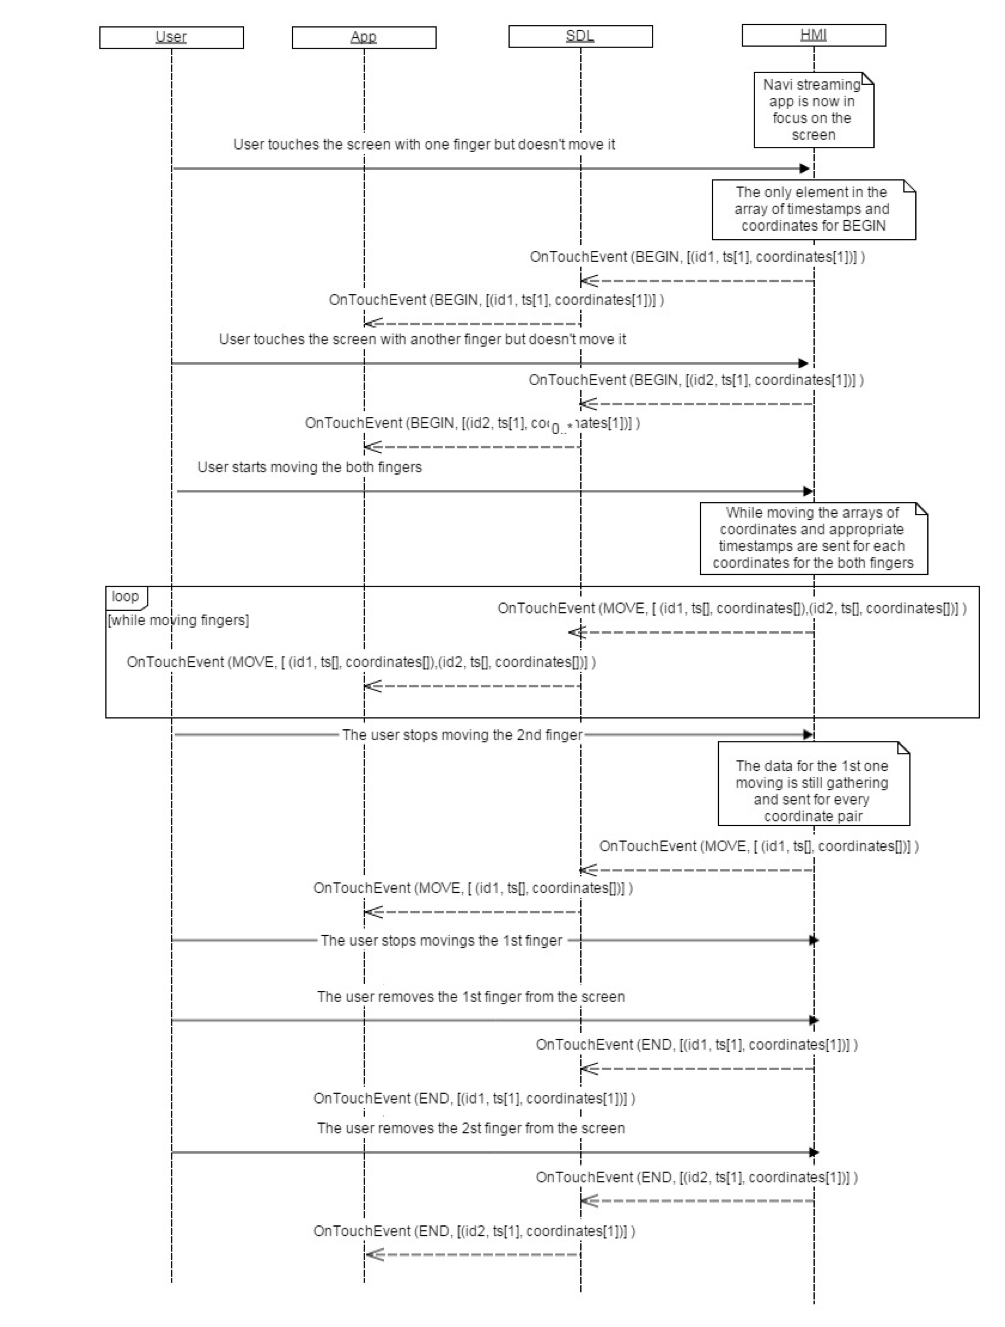 User
App
SDL
HMI
Navi streaming
app is now in
focus on the
screen
User touches the screen with one finger but doesn't move it
The only element in the
array of timestamps and
coordinates for BEGIN
OnTouchEvent (BEGIN, [(id1, ts[1], coordinates[1])] )
OnTouchEvent (BEGIN, [(id1, ts[1], coordinates[1])] )
User touches the screen with another finger but doesn't move it
OnTouchEvent (BEGIN, [(id2, ts[1], coordinates[1])] )
OnTouchEvent (BEGIN, [(id2, ts[1], 0..* [1])] )
User starts moving the both fingers
While moving the arrays of
coordinates and appropriate
timestamps are sent for each
coordinates for the both fingers
loop
[while moving fingers]
OnTouchEvent (MOVE, [ (id1, ts[], coordinates[]),(id2, ts[], coordinates[])] )
OnTouchEvent (MOVE, [ (id1, ts[], coordinates[]),(id2, ts[], coordinates[])] )
The user stops moving the 2nd finger
The data for the 1st one
moving is still gathering
and sent for every
coordinate pair
OnTouchEvent (MOVE, [ (id1, ts[], coordinates[])] )
OnTouchEvent (MOVE, [ (id1, ts[], coordinates[])] )
The user stops movings the 1st finger
The user removes the 1st finger from the screen
OnTouchEvent (END, [(id1, ts[1], coordinates[1])] )
OnTouchEvent (END, [(id1, ts[1], coordinates[1])] )
The user removes the 2st finger from the screen
OnTouchEvent (END, [(id2, ts[1], coordinates[1])] )
OnTouchEvent (END, [(id2, ts[1], coordinates[1])] )